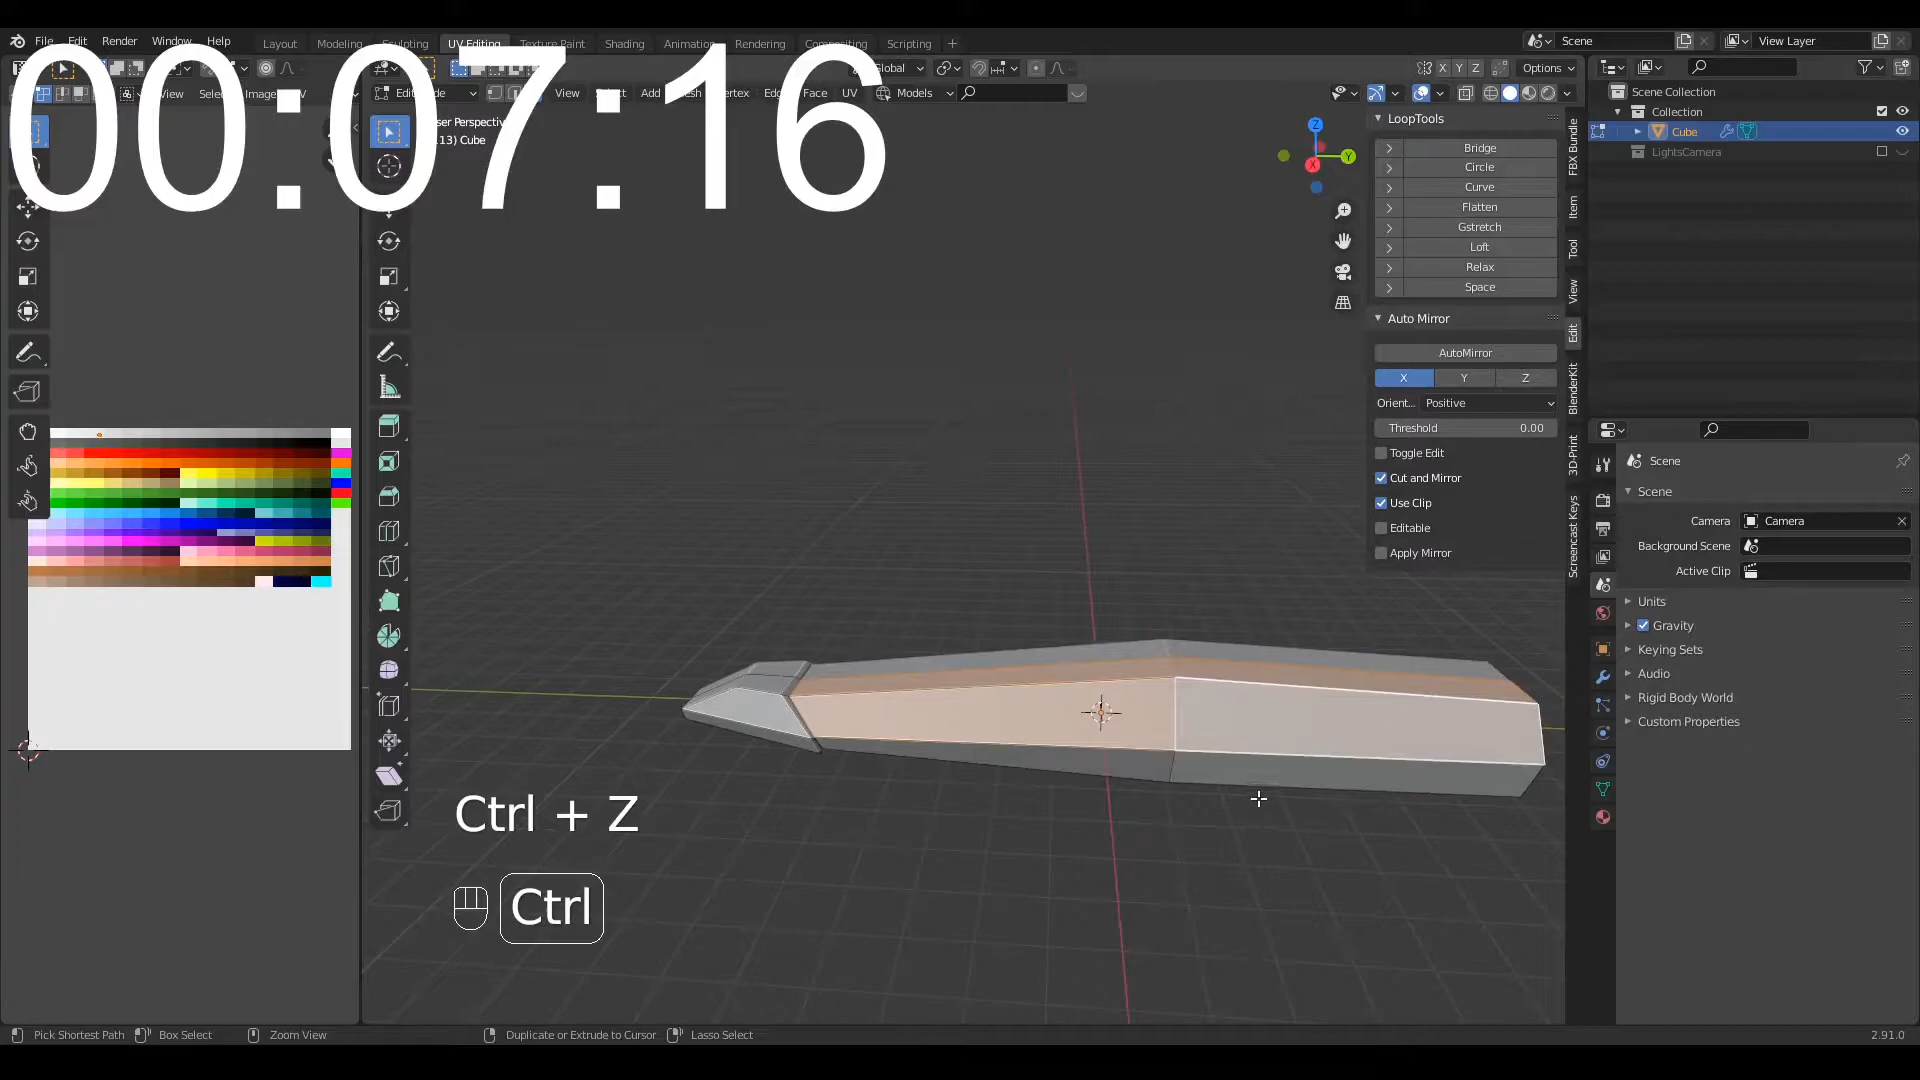 File Edit Render Window Help
Layout Modeling Sculpting UV Editing Texture Paint Shading Animation Rendering Compositing Scripting +
Scene
View Layer
00:07:16
Global
X Y Z
Options
View
Image
View
Add
Face
UV
Models
(13) Cube
Z
Y
X
LoopTools
Bridge
Circle
Curve
Flatten
Gstretch
Loft
Relax
Space
Auto Mirror
AutoMirror
X Y Z
Orient... Positive
Threshold 0.00
Toggle Edit
Cut and Mirror
Use Clip
Editable
Apply Mirror
FBX Bundle
Item
Tool
View
Edit
BlenderKit
3D-Print
Screencast Keys
Scene Collection
Collection
Cube
LightsCamera
Scene
Scene
Camera Camera
Background Scene
Active Clip
Units
Gravity
Keying Sets
Audio
Rigid Body World
Custom Properties
Ctrl + Z
Ctrl
Pick Shortest Path Box Select Zoom View Duplicate or Extrude to Cursor Lasso Select
2.91.0